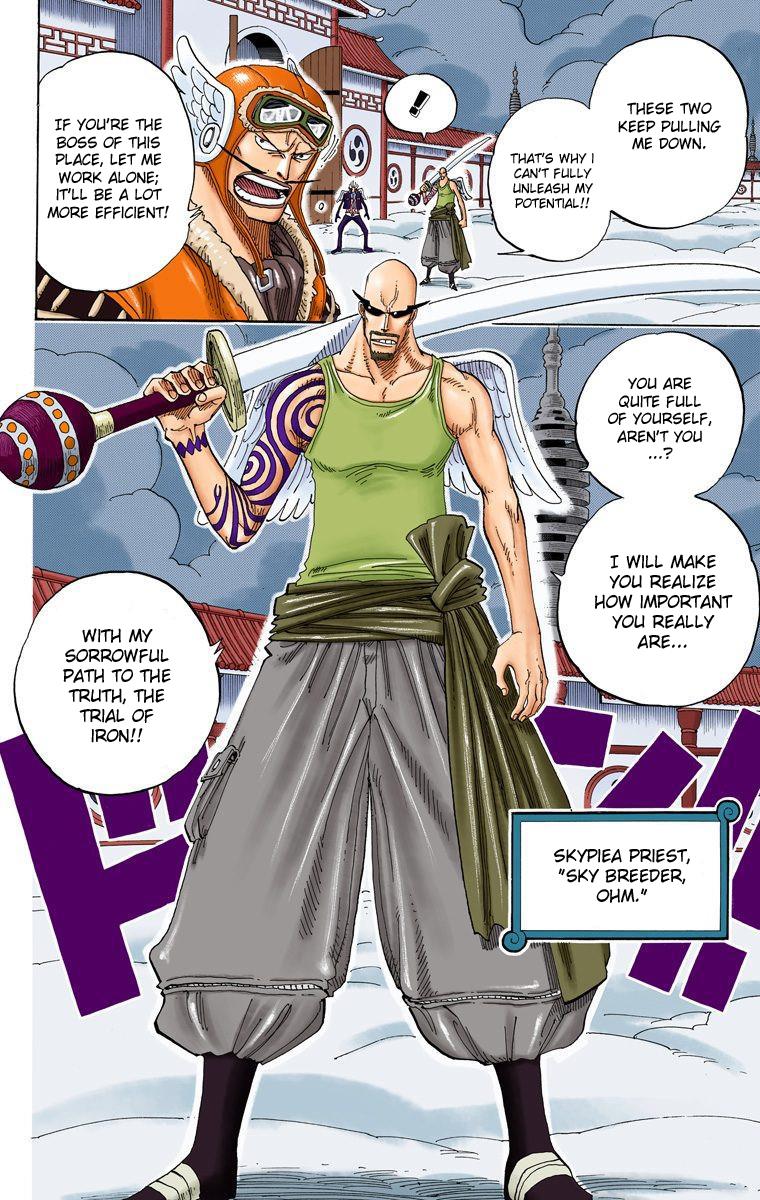 THESE TWO
KEEP PULLING
ME DOWN.
THAT'S WHY I
CAN'T FULLY
UNLEASH MY
POTENTIAL!!
!
IF YOU'RE THE
BOSS OF THIS
PLACE, LET ME
WORK ALONE;
IT'LL BE A LOT
MORE EFFICIENT!
YOU ARE
QUITE FULL
OF YOURSELF,
AREN'T YOU
...?
I WILL MAKE
YOU REALIZE
HOW IMPORTANT
YOU REALLY
ARE...
WITH MY
SORROWFUL
PATH TO THE
TRUTH, THE
TRIAL OF
IRON!!
SKYPIEA PRIEST,
"SKY BREEDER,
OHM."
ドン!!